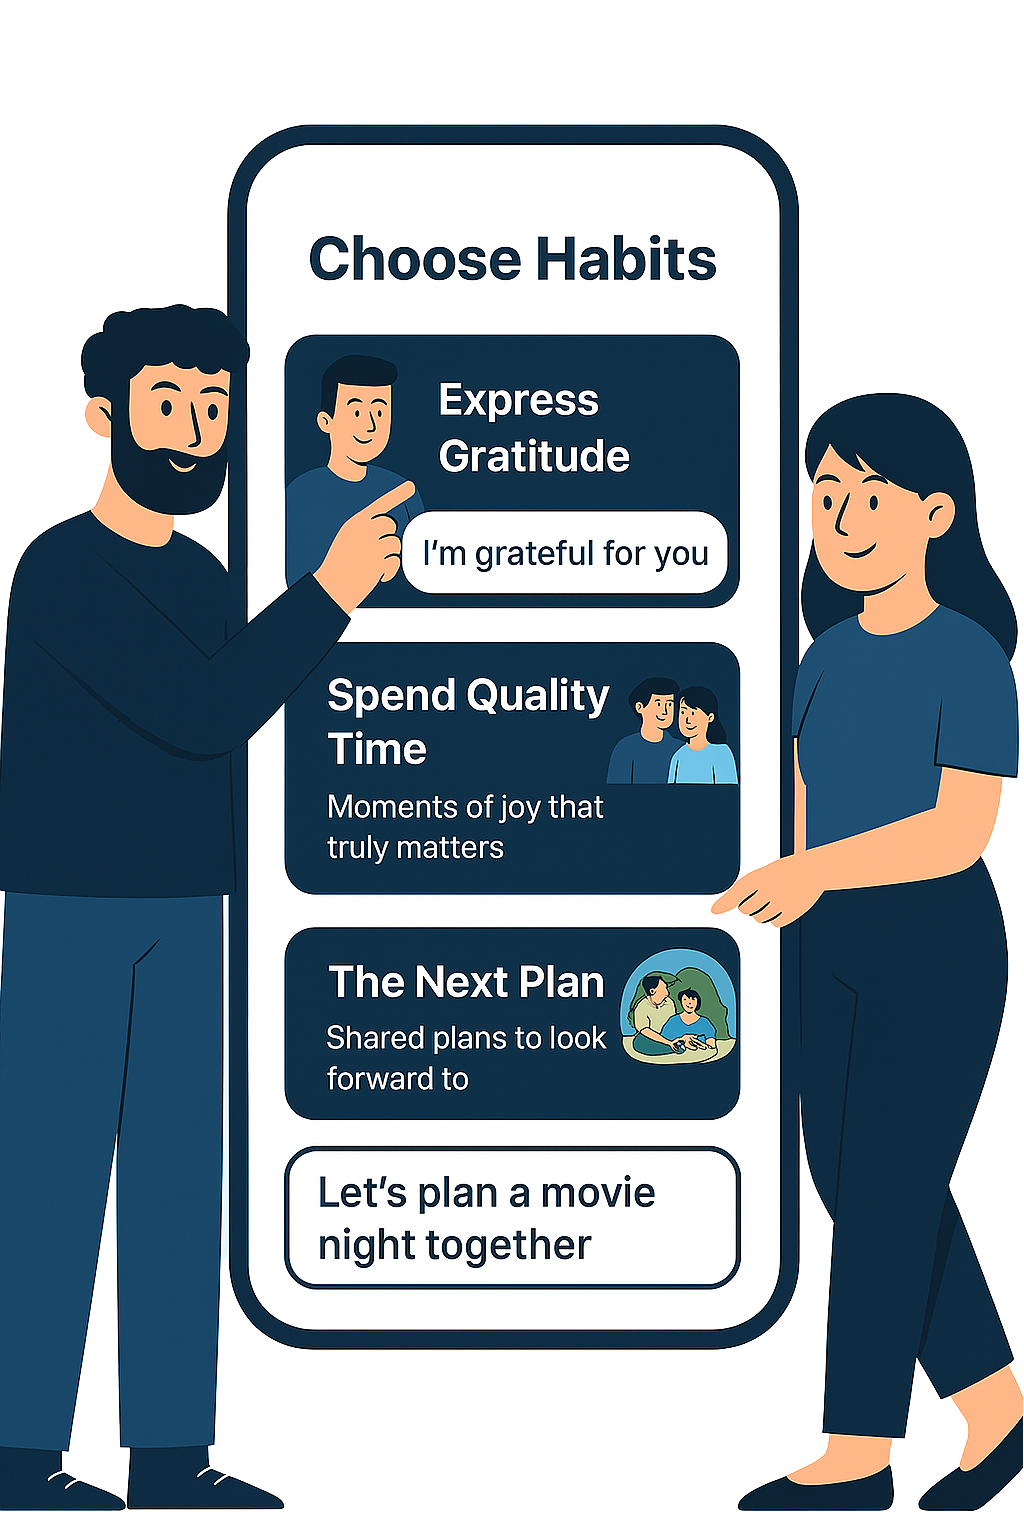 Choose Habits
Express
Gratitude
I'm grateful for you
Spend Quality
Time
Moments of joy that
truly matters
The Next Plan
Shared plans to look
forward to
Let's plan a movie
night together